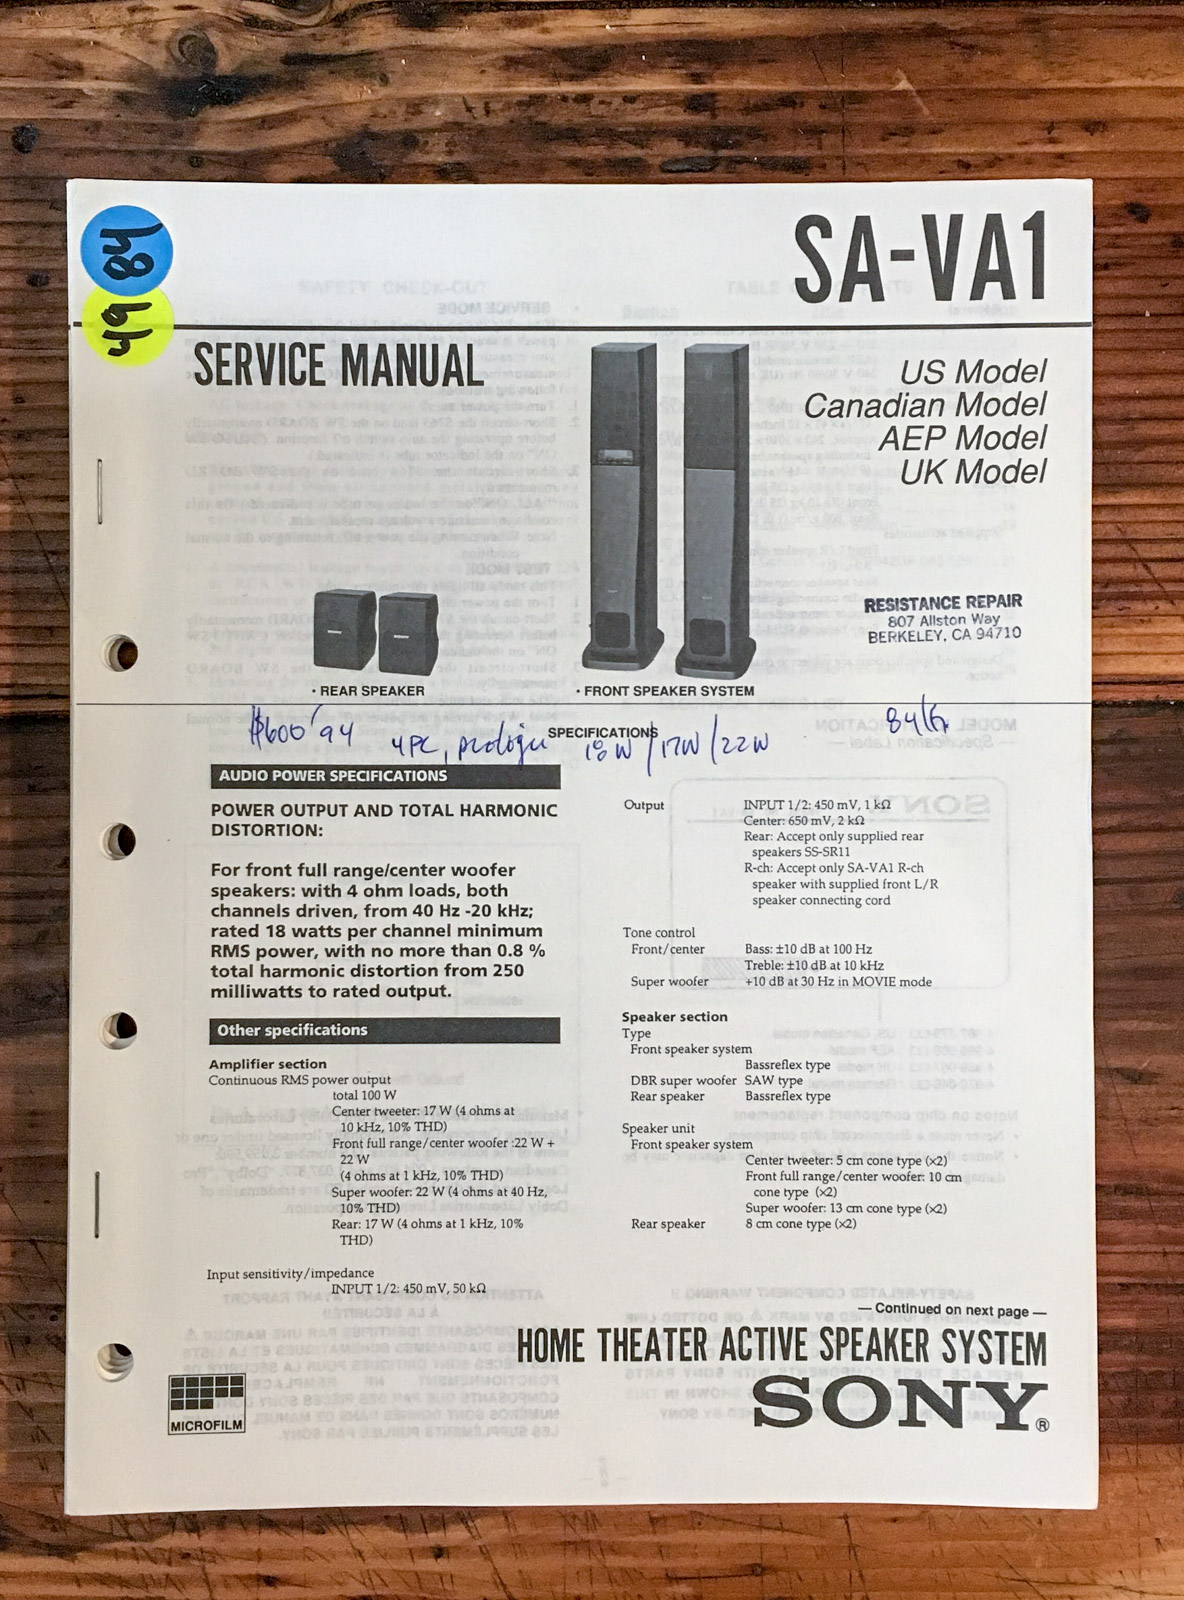 SA-VA1
SERVICE MANUAL
US Model
Canadian Model
AEP Model
UK Model
RESISTANCE REPAIR
807 Allston Way
BERKELEY, CA 94710
• REAR SPEAKER
• FRONT SPEAKER SYSTEM
SPECIFICATIONS
$600 '94
4PC, prologic
18W/17W/22W
AUDIO POWER SPECIFICATIONS
POWER OUTPUT AND TOTAL HARMONIC
DISTORTION:
For front full range/center woofer
speakers: with 4 ohm loads, both
channels driven, from 40 Hz -20 kHz;
rated 18 watts per channel minimum
RMS power, with no more than 0.8 %
total harmonic distortion from 250
milliwatts to rated output.
Other specifications
Amplifier section
Continuous RMS power output
total 100 W
Center tweeter: 17 W (4 ohms at
10 kHz, 10% THD)
Front full range/center woofer :22 W +
22 W
(4 ohms at 1 kHz, 10% THD)
Super woofer: 22 W (4 ohms at 40 Hz,
10% THD)
Rear: 17 W (4 ohms at 1 kHz, 10%
THD)
Input sensitivity/impedance
INPUT 1/2: 450 mV, 50 kΩ
Output INPUT 1/2: 450 mV, 1 kΩ
Center: 650 mV, 2 kΩ
Rear: Accept only supplied rear
speakers SS-SR11
R-ch: Accept only SA-VA1 R-ch
speaker with supplied front L/R
speaker connecting cord
Tone control
Front/center Bass: ±10 dB at 100 Hz
Treble: ±10 dB at 10 kHz
Super woofer +10 dB at 30 Hz in MOVIE mode
Speaker section
Type
Front speaker system
Bassreflex type
DBR super woofer SAW type
Rear speaker Bassreflex type
Speaker unit
Front speaker system
Center tweeter: 5 cm cone type (×2)
Front full range/center woofer: 10 cm
cone type (×2)
Super woofer: 13 cm cone type (×2)
Rear speaker 8 cm cone type (×2)
— Continued on next page —
HOME THEATER ACTIVE SPEAKER SYSTEM
MICROFILM
SONY®